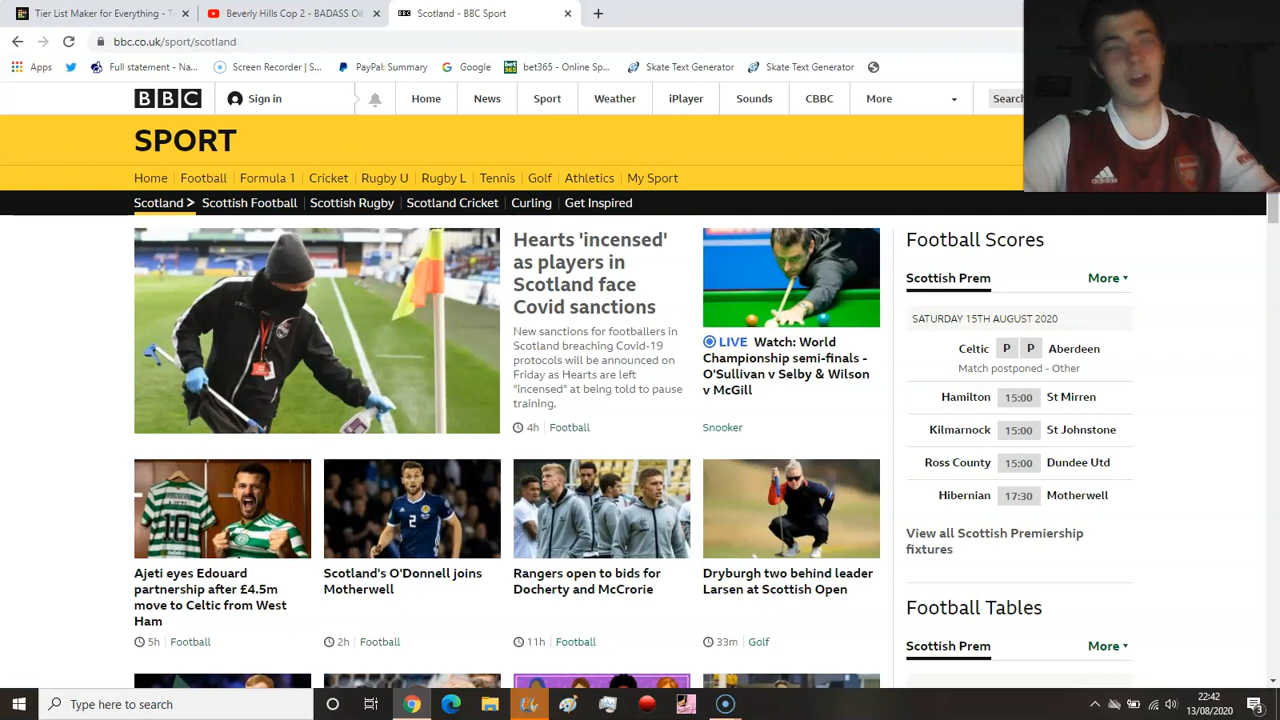 Tier List Maker for Everything - T
Beverly Hills Cop 2 - BADASS Oi
Scotland - BBC Sport
bbc.co.uk/sport/scotland
Apps
Full statement - Na...
Screen Recorder | S...
PayPal: Summary
Google
bet365 - Online Sp...
Skate Text Generator
Skate Text Generator
BBC
Sign in
Home
News
Sport
Weather
iPlayer
Sounds
CBBC
More
Search
SPORT
Home
Football
Formula 1
Cricket
Rugby U
Rugby L
Tennis
Golf
Athletics
My Sport
Scotland >
Scottish Football
Scottish Rugby
Scotland Cricket
Curling
Get Inspired
Hearts 'incensed'
as players in
Scotland face
Covid sanctions
New sanctions for footballers in
Scotland breaching Covid-19
protocols will be announced on
Friday as Hearts are left
"incensed" at being told to pause
training.
4h Football
LIVE Watch: World
Championship semi-finals -
O'Sullivan v Selby & Wilson
v McGill
Snooker
Ajeti eyes Edouard
partnership after £4.5m
move to Celtic from West
Ham
5h Football
Scotland's O'Donnell joins
Motherwell
2h Football
Rangers open to bids for
Docherty and McCrorie
11h Football
Dryburgh two behind leader
Larsen at Scottish Open
33m Golf
Football Scores
Scottish Prem More
SATURDAY 15TH AUGUST 2020
Celtic P P Aberdeen
Match postponed - Other
Hamilton 15:00 St Mirren
Kilmarnock 15:00 St Johnstone
Ross County 15:00 Dundee Utd
Hibernian 17:30 Motherwell
View all Scottish Premiership
fixtures
Football Tables
Scottish Prem More
Type here to search
22:42
13/08/2020
3